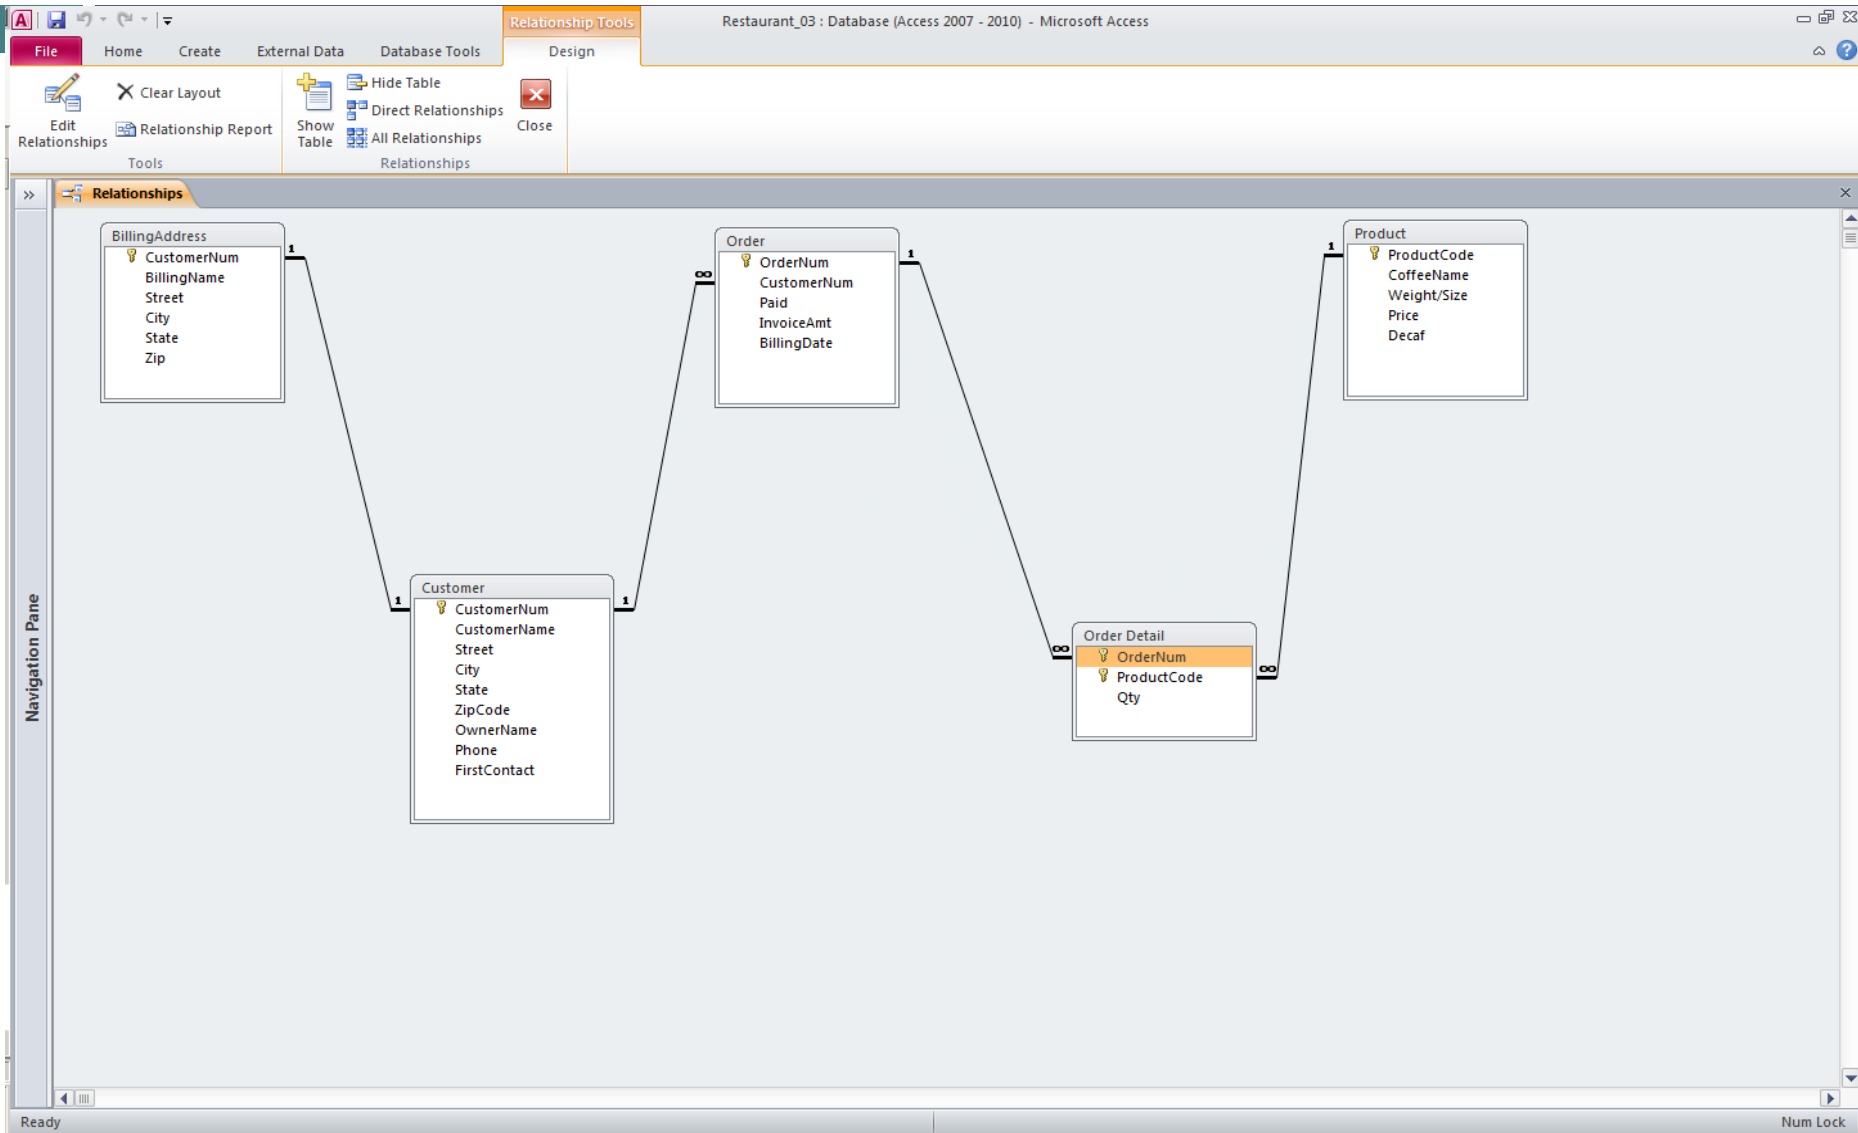 A
Relationship Tools
Restaurant_03 : Database (Access 2007 - 2010) - Microsoft Access
File
Home
Create
External Data
Database Tools
Design
?
Edit
Relationships
Clear Layout
Relationship Report
Tools
Show
Table
Hide Table
Direct Relationships
All Relationships
Relationships
Close
»
Relationships
Navigation Pane
BillingAddress
CustomerNum
BillingName
Street
City
State
Zip
1
1
Customer
CustomerNum
CustomerName
Street
City
State
ZipCode
OwnerName
Phone
FirstContact
1
∞
Order
OrderNum
CustomerNum
Paid
InvoiceAmt
BillingDate
1
∞
Order Detail
OrderNum
ProductCode
Qty
∞
1
Product
ProductCode
CoffeeName
Weight/Size
Price
Decaf
Ready
Num Lock